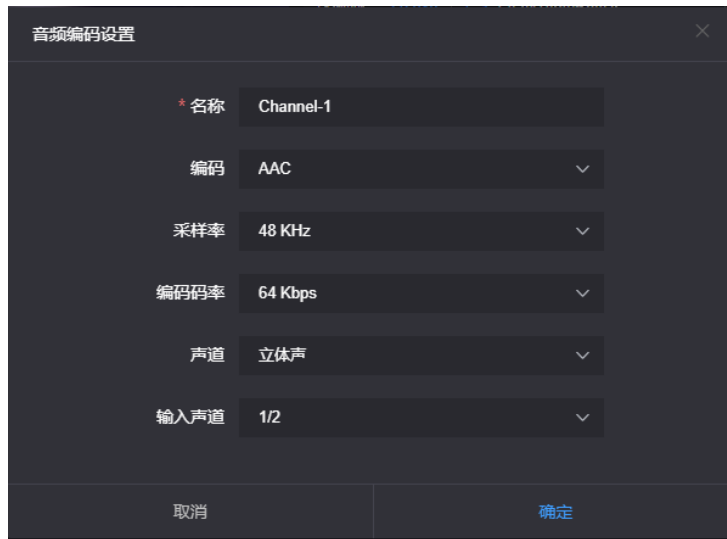 音频编码设置
* 名称 Channel-1
编码 AAC
采样率 48 KHz
编码码率 64 Kbps
声道 立体声
输入声道 1/2
取消 确定